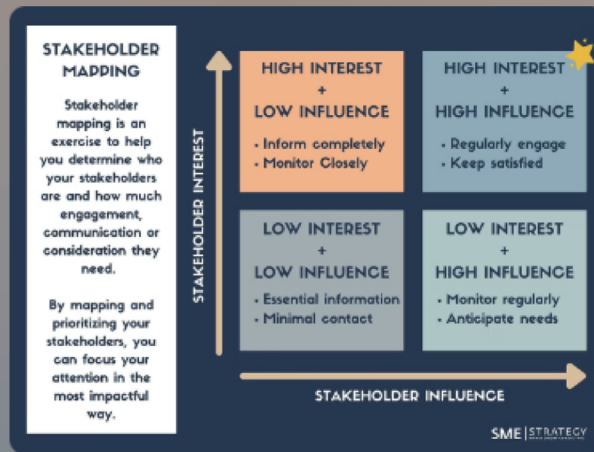 STAKEHOLDER
MAPPING
Stakeholder
mapping is an
exercise to help
you determine who
your stakeholders
are and how much
engagement,
communication or
consideration they
need.
By mapping and
prioritizing your
stakeholders, you
can focus your
attention in the
most impactful
way.
STAKEHOLDER INTEREST
HIGH INTEREST
+
LOW INFLUENCE
• Inform completely
• Monitor Closely
HIGH INTEREST
+
HIGH INFLUENCE
• Regularly engage
• Keep satisfied
LOW INTEREST
+
LOW INFLUENCE
• Essential information
• Minimal contact
LOW INTEREST
+
HIGH INFLUENCE
• Monitor regularly
• Anticipate needs
STAKEHOLDER INFLUENCE
SME | STRATEGY